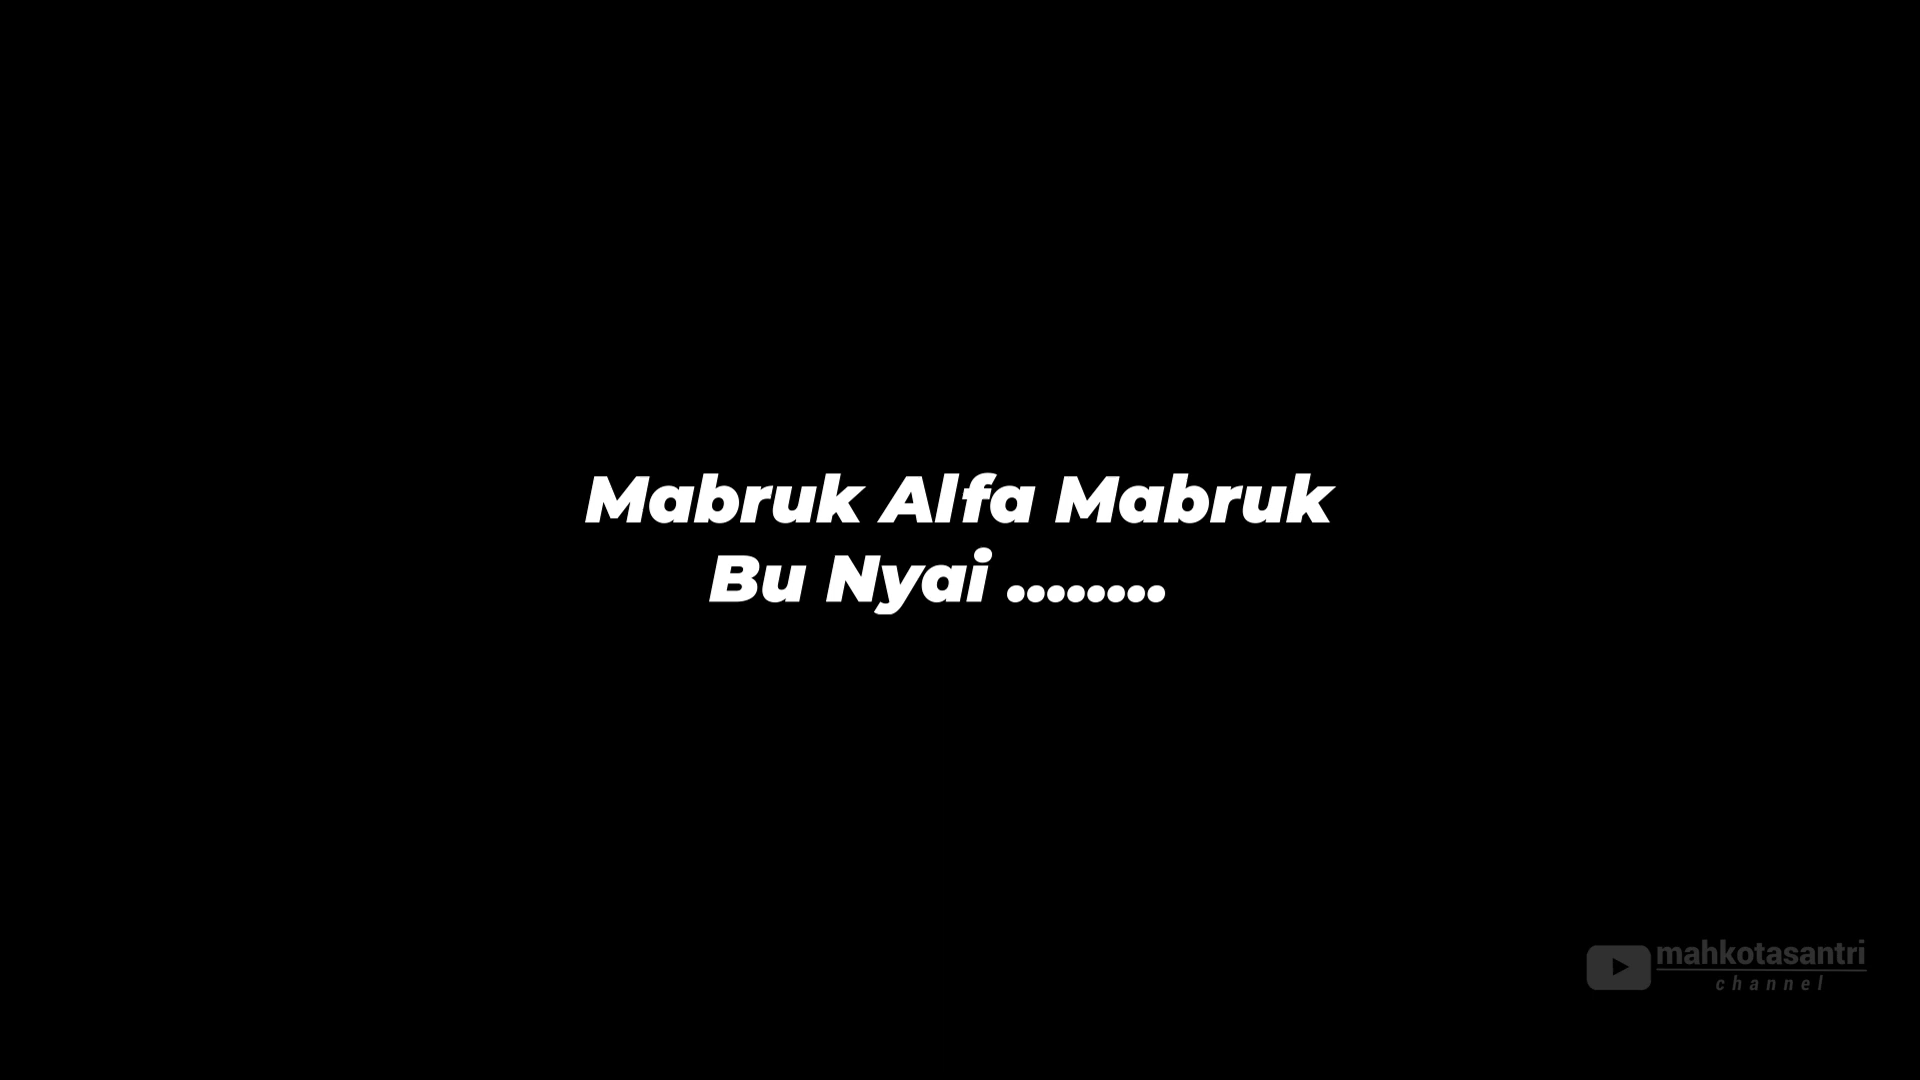 Mabruk Alfa Mabruk
Bu Nyai ........
mahkotasantri
channel